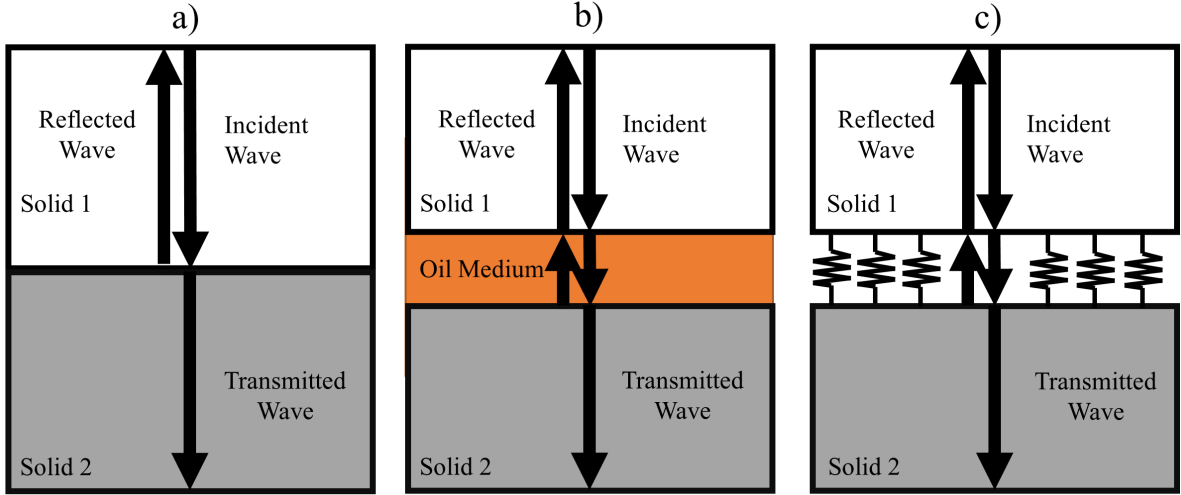 a)
Reflected
Wave
Incident
Wave
Solid 1
Transmitted
Wave
Solid 2
b)
Reflected
Wave
Incident
Wave
Solid 1
Oil Medium
Transmitted
Wave
Solid 2
c)
Reflected
Wave
Incident
Wave
Solid 1
Transmitted
Wave
Solid 2